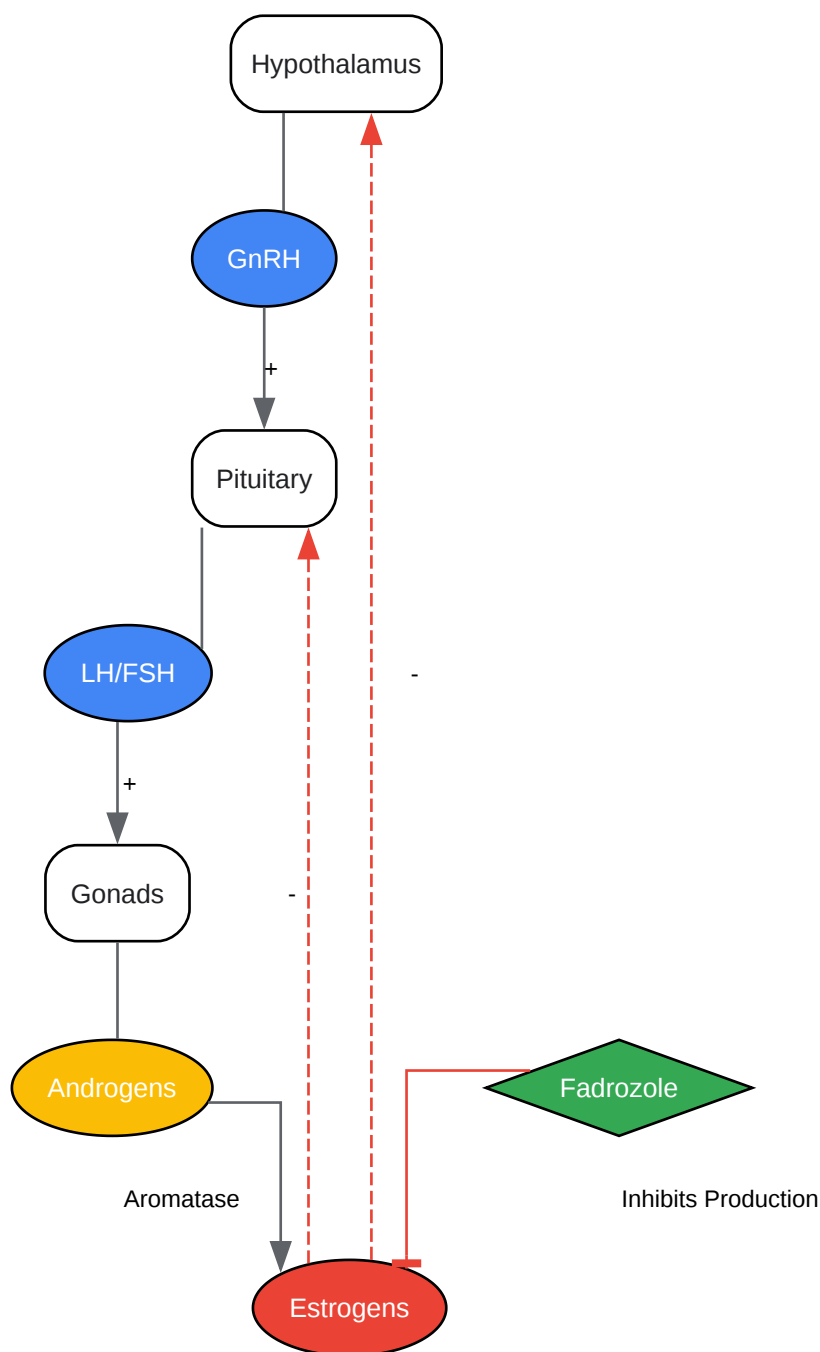 Hypothalamus
GnRH
+
Pituitary
LH/FSH
-
+
Gonads
-
Androgens
Fadrozole
Aromatase
Inhibits Production
Estrogens